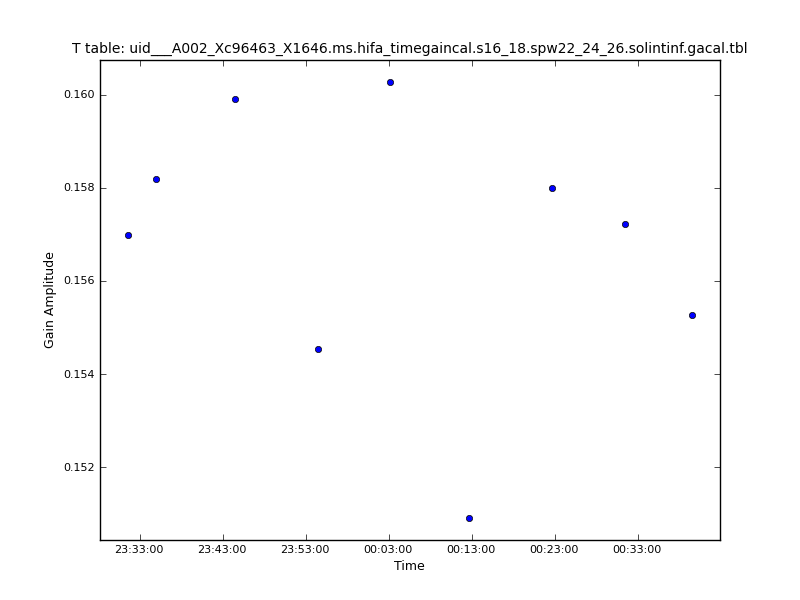 T table: uid___A002_Xc96463_X1646.ms.hifa_timegaincal.s16_18.spw22_24_26.solintinf.gacal.tbl
0.160
0.158
0.156
0.154
0.152
Gain Amplitude
23:33:00 23:43:00 23:53:00 00:03:00 00:13:00 00:23:00 00:33:00
Time